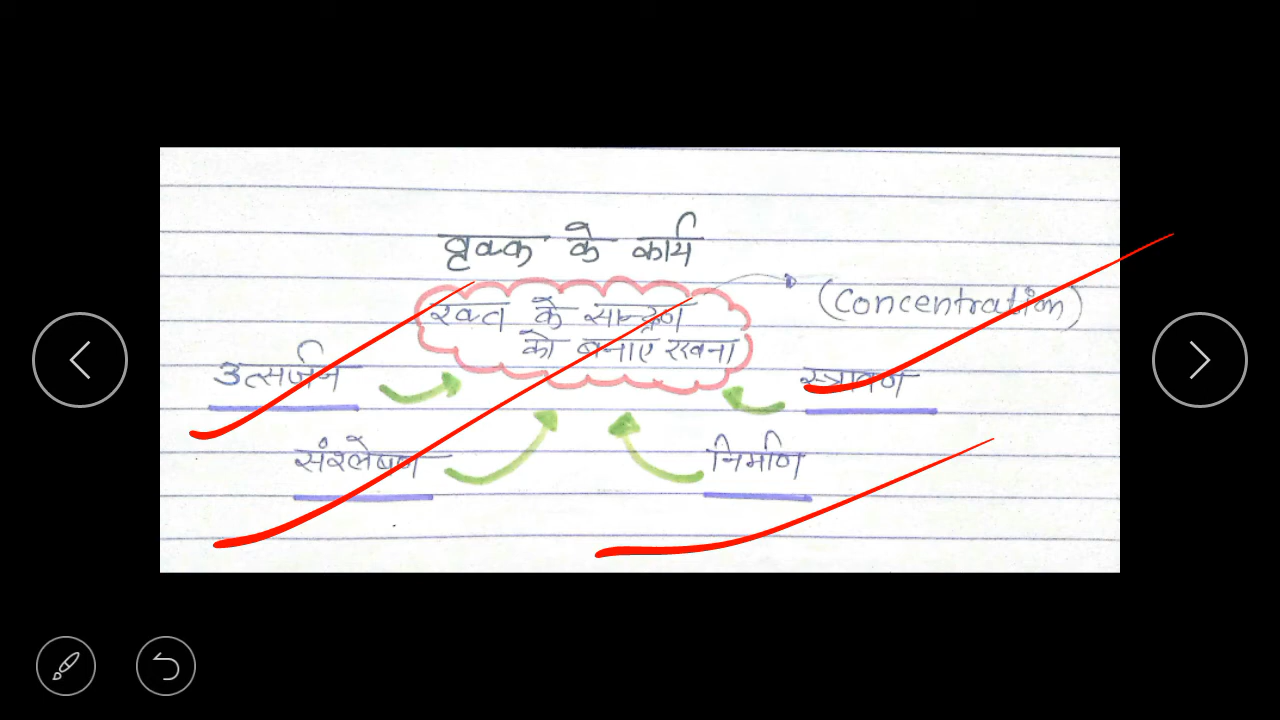 वृक्क के कार्य
रक्त के सान्द्रण
को बनाए रखना
(Concentration)
उत्सर्जन
स्त्रावण
संश्लेषण
निर्माण